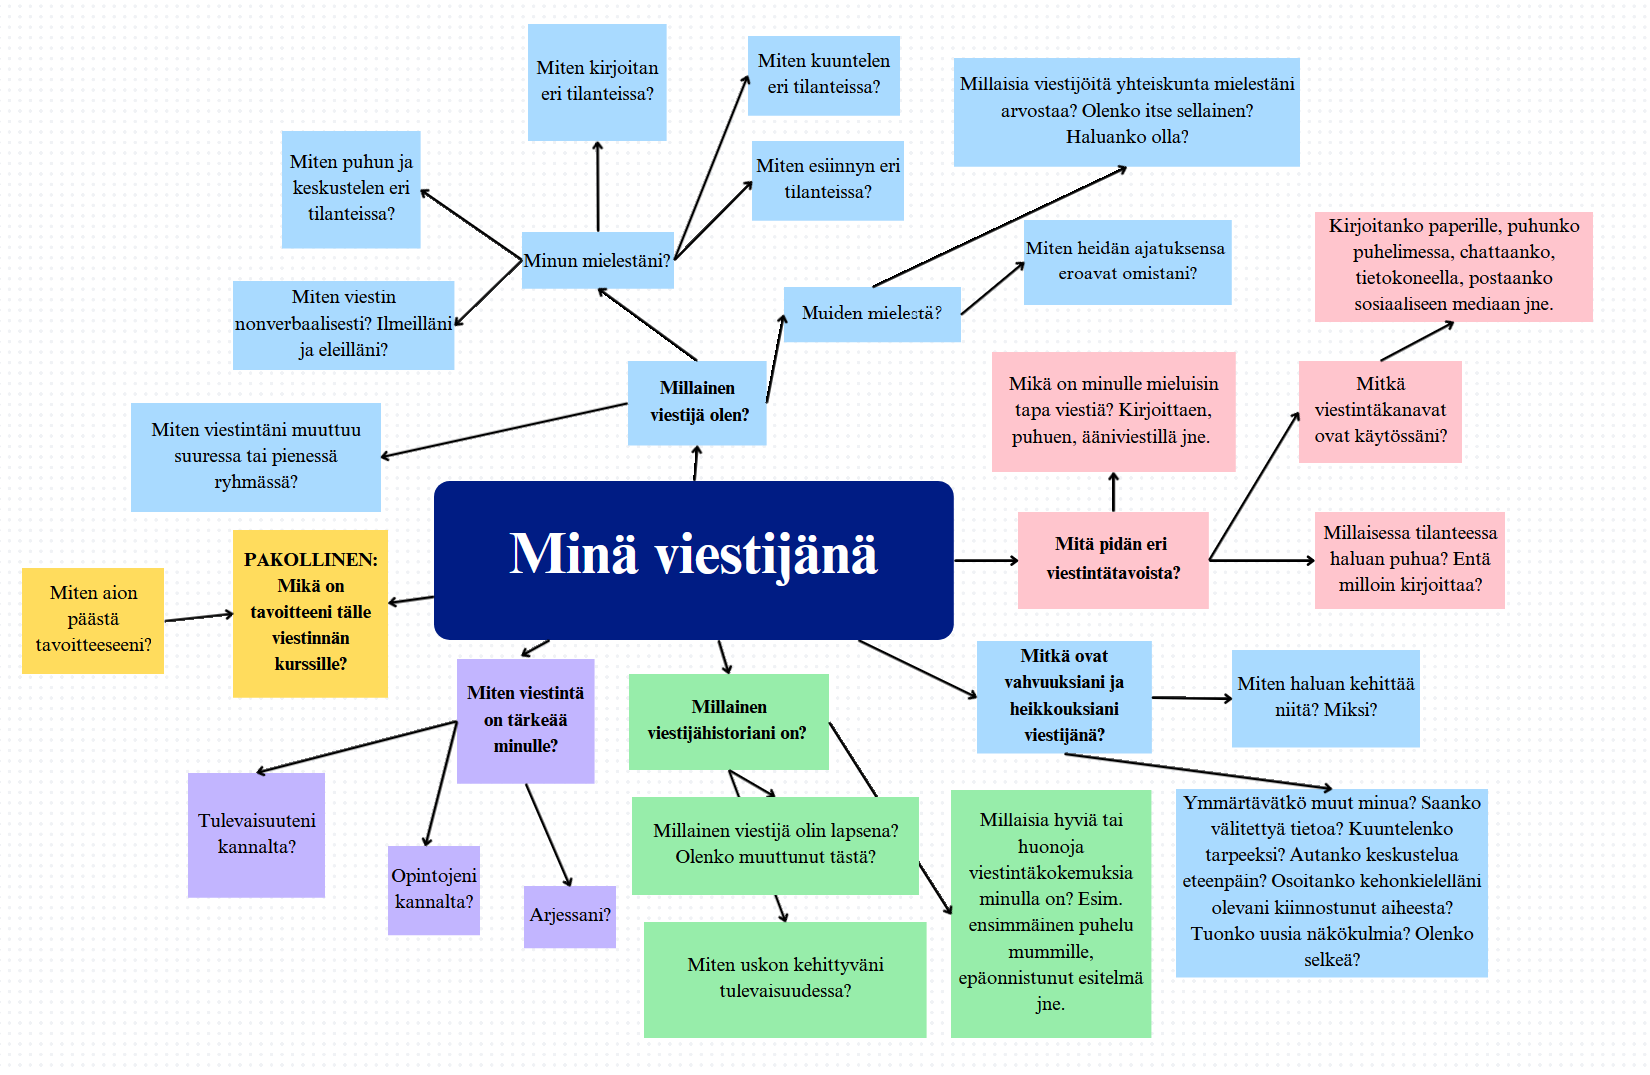 Miten kirjoitan
eri tilanteissa?
Miten kuuntelen
eri tilanteissa?
Millaisia viestijöitä yhteiskunta mielestäni
arvostaa? Olenko itse sellainen?
Haluanko olla?
Miten puhun ja
keskustelen eri
tilanteissa?
Miten esiinnyn eri
tilanteissa?
Minun mielestäni?
Miten heidän ajatuksensa
eroavat omistani?
Kirjoitanko paperille, puhunko
puhelimessa, chattaanko,
tietokoneella, postaanko
sosiaaliseen mediaan jne.
Miten viestin
nonverbaalisesti? Ilmeilläni
ja eleilläni?
Muiden mielestä?
Millainen
viestijä olen?
Mikä on minulle mieluisin
tapa viestiä? Kirjoittaen,
puhuen, ääniviestillä jne.
Mitkä
viestintäkanavat
ovat käytössäni?
Miten viestintäni muuttuu
suuressa tai pienessä
ryhmässä?
Minä viestijänä
Mitä pidän eri
viestintätavoista?
Millaisessa tilanteessa
haluan puhua? Entä
milloin kirjoittaa?
PAKOLLINEN:
Mikä on
tavoitteeni tälle
viestinnän
kurssille?
Miten aion
päästä
tavoitteeseeni?
Miten viestintä
on tärkeää
minulle?
Millainen
viestijähistoriani on?
Mitkä ovat
vahvuuksiani ja
heikkouksiani
viestijänä?
Miten haluan kehittää
niitä? Miksi?
Tulevaisuuteni
kannalta?
Opintojeni
kannalta?
Arjessani?
Millainen viestijä olin lapsena?
Olenko muuttunut tästä?
Miten uskon kehittyväni
tulevaisuudessa?
Millaisia hyviä tai
huonoja
viestintäkokemuksia
minulla on? Esim.
ensimmäinen puhelu
mummille,
epäonnistunut esitelmä
jne.
Ymmärtävätkö muut minua? Saanko
välitettyä tietoa? Kuuntelenko
tarpeeksi? Autanko keskustelua
eteenpäin? Osoitanko kehonkielelläni
olevani kiinnostunut aiheesta?
Tuonko uusia näkökulmia? Olenko
selkeä?